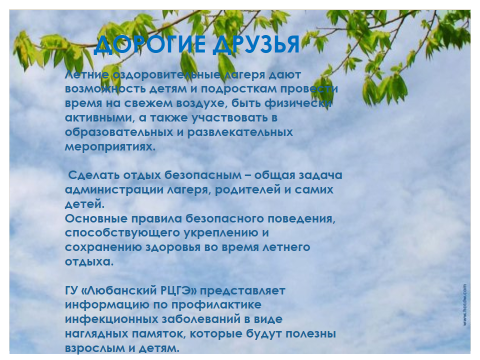 ДОРОГИЕ ДРУЗЬЯ
Летние оздоровительные лагеря дают
возможность детям и подросткам провести
время на свежем воздухе, быть физически
активными, а также участвовать в
образовательных и развлекательных
мероприятиях.
Сделать отдых безопасным – общая задача
администрации лагеря, родителей и самих
детей.
Основные правила безопасного поведения,
способствующего укреплению и
сохранению здоровья во время летнего
отдыха.
ГУ «Любанский РЦГЭ» представляет
информацию по профилактике
инфекционных заболеваний в виде
наглядных памяток, которые будут полезны
взрослым и детям.